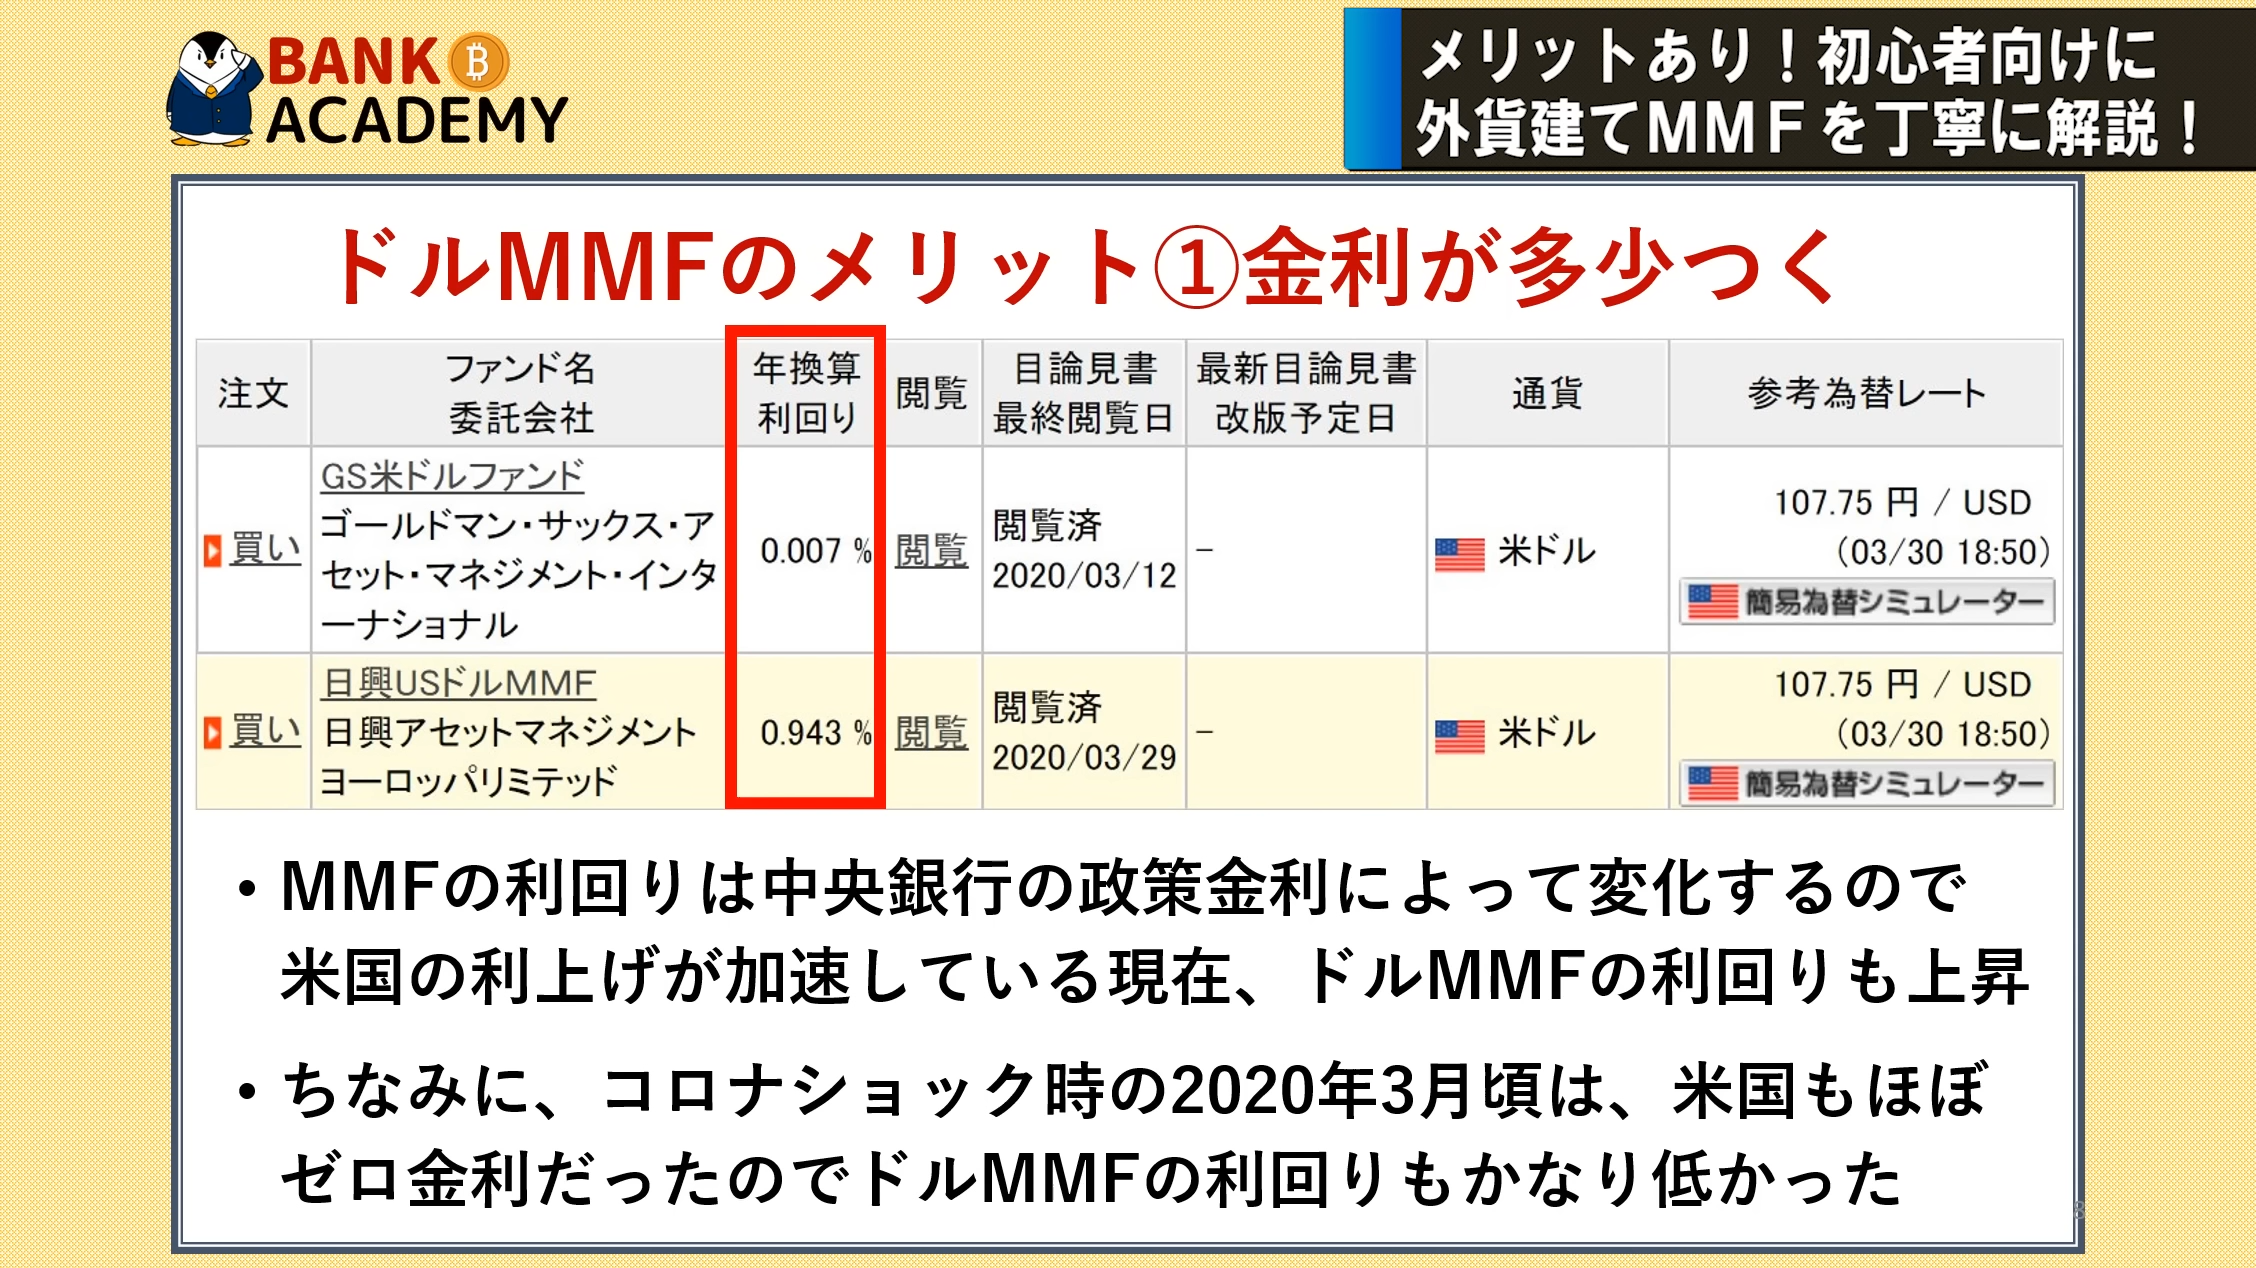 BANK
ACADEMY
メリットあり！初心者向けに
外貨建てＭＭＦを丁寧に解説！
ドルMMFのメリット①金利が多少つく
注文
ファンド名
委託会社
年換算
利回り
閲覧
目論見書
最終閲覧日
最新目論見書
改版予定日
通貨
参考為替レート
買い
GS米ドルファンド
ゴールドマン・サックス・ア
セット・マネジメント・インタ
ーナショナル
0.007 %
閲覧
閲覧済
2020/03/12
–
米ドル
107.75 円 / USD
(03/30 18:50)
簡易為替シミュレーター
買い
日興USドルMMF
日興アセットマネジメント
ヨーロッパリミテッド
0.943 %
閲覧
閲覧済
2020/03/29
–
米ドル
107.75 円 / USD
(03/30 18:50)
簡易為替シミュレーター
・MMFの利回りは中央銀行の政策金利によって変化するので
米国の利上げが加速している現在、ドルMMFの利回りも上昇
・ちなみに、コロナショック時の2020年3月頃は、米国もほぼ
ゼロ金利だったのでドルMMFの利回りもかなり低かった
8